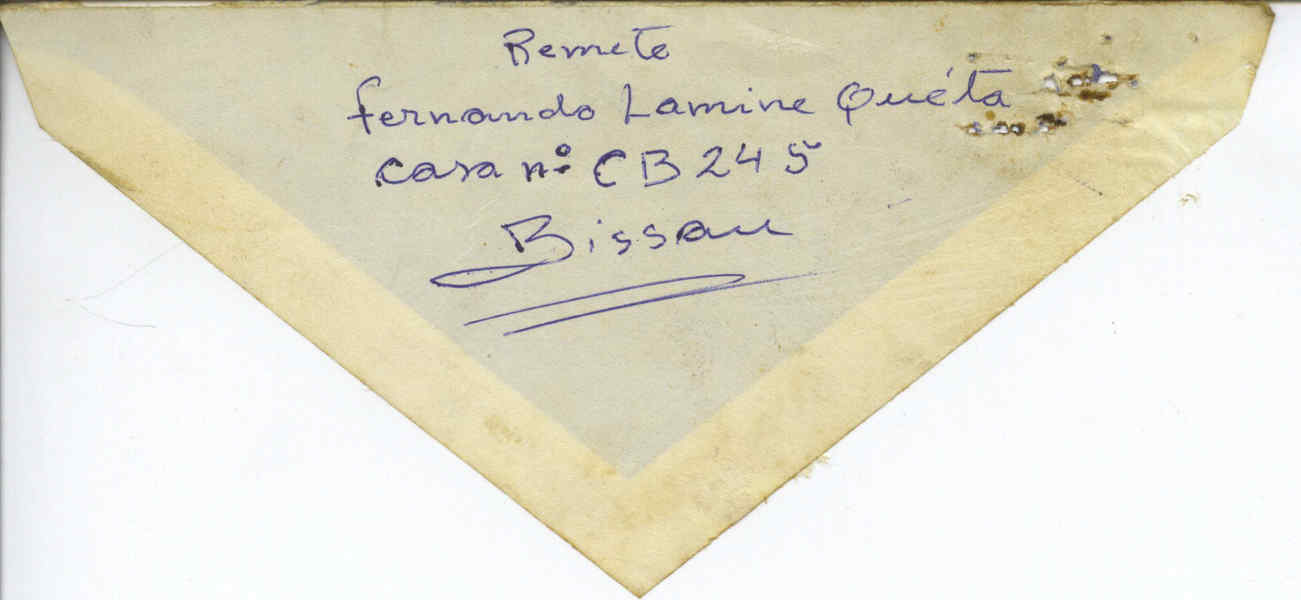 Remete
Fernando Lamine Quéta
casa nº CB 245
Bissau